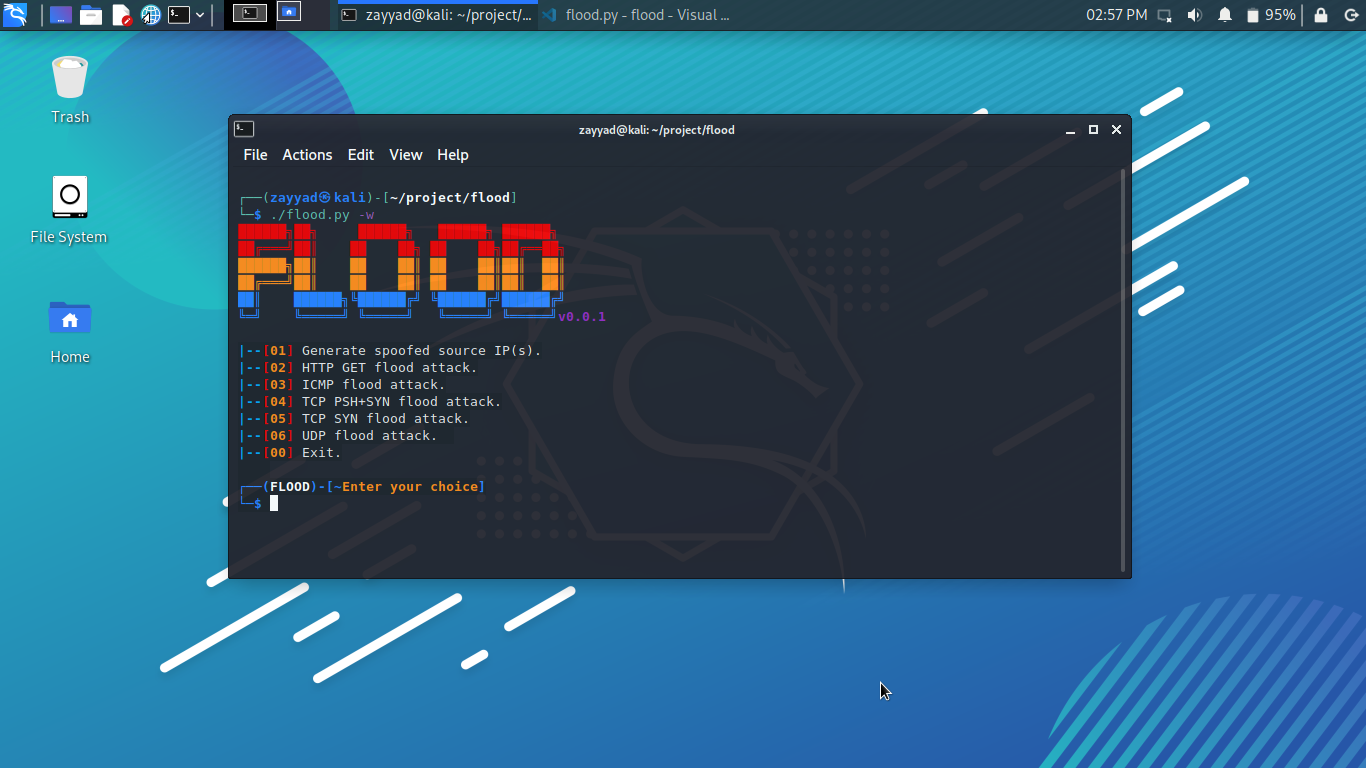 zayyad@kali: ~/project/...
flood.py - flood - Visual ...
02:57 PM
95%
Trash
File System
Home
zayyad@kali: ~/project/flood
File Actions Edit View Help
┌──(zayyad㉿kali)-[~/project/flood]
└─$ ./flood.py -w
FLOOD
v0.0.1
|--[01] Generate spoofed source IP(s).
|--[02] HTTP GET flood attack.
|--[03] ICMP flood attack.
|--[04] TCP PSH+SYN flood attack.
|--[05] TCP SYN flood attack.
|--[06] UDP flood attack.
|--[00] Exit.
┌──(FLOOD)-[~Enter your choice]
└─$